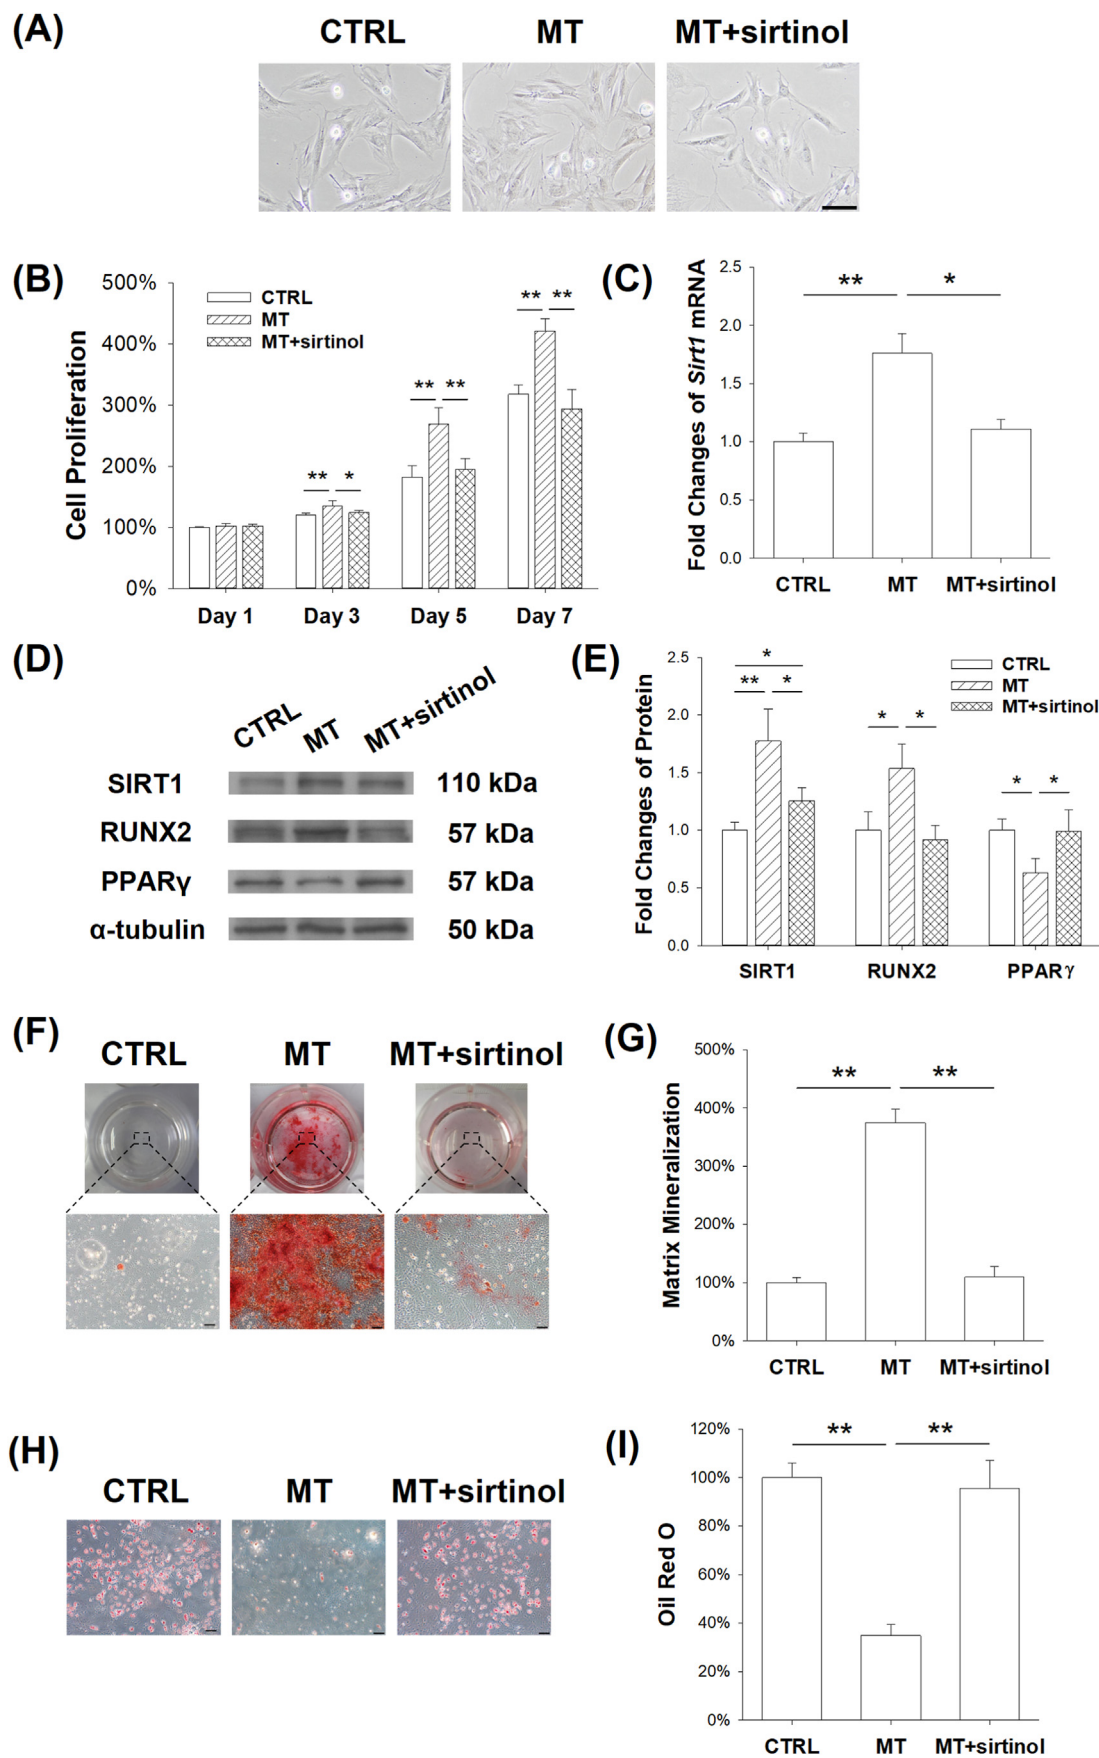 (A)
CTRL MT MT+sirtinol
(B)
500%
400%
300%
200%
100%
0%
Cell Proliferation
CTRL
MT
MT+sirtinol
** *
** **
** **
Day 1 Day 3 Day 5 Day 7
(C)
2.5
2.0
1.5
1.0
0.5
0.0
Fold Changes of Sirt1 mRNA
** *
CTRL MT MT+sirtinol
(D)
CTRL MT MT+sirtinol
SIRT1 110 kDa
RUNX2 57 kDa
PPARγ 57 kDa
α-tubulin 50 kDa
(E)
2.5
2.0
1.5
1.0
0.5
0.0
Fold Changes of Protein
CTRL
MT
MT+sirtinol
*
** *
* *
* *
SIRT1 RUNX2 PPARγ
(F)
CTRL MT MT+sirtinol
(G)
500%
400%
300%
200%
100%
0%
Matrix Mineralization
** **
CTRL MT MT+sirtinol
(H)
CTRL MT MT+sirtinol
(I)
120%
100%
80%
60%
40%
20%
0%
Oil Red O
** **
CTRL MT MT+sirtinol